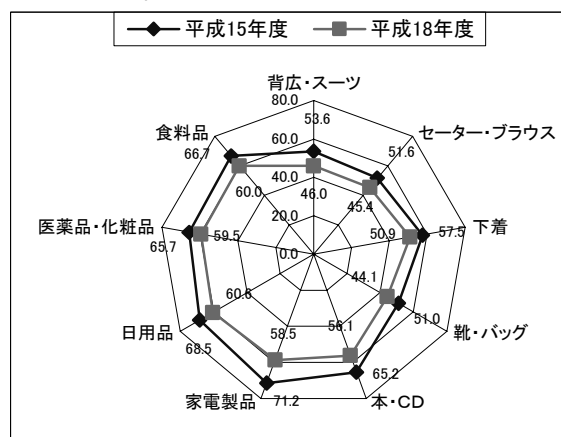 平成15年度 平成18年度
背広・スーツ
80.0
53.6
食料品
セーター・ブラウス
66.7
60.0
51.6
40.0
60.0
46.0
45.4
医薬品・化粧品
65.7
59.5
20.0
0.0
50.9
57.5
下着
44.1
60.6
51.0
日用品
68.5
58.5
56.1
靴・バッグ
65.2
家電製品
71.2
本・CD